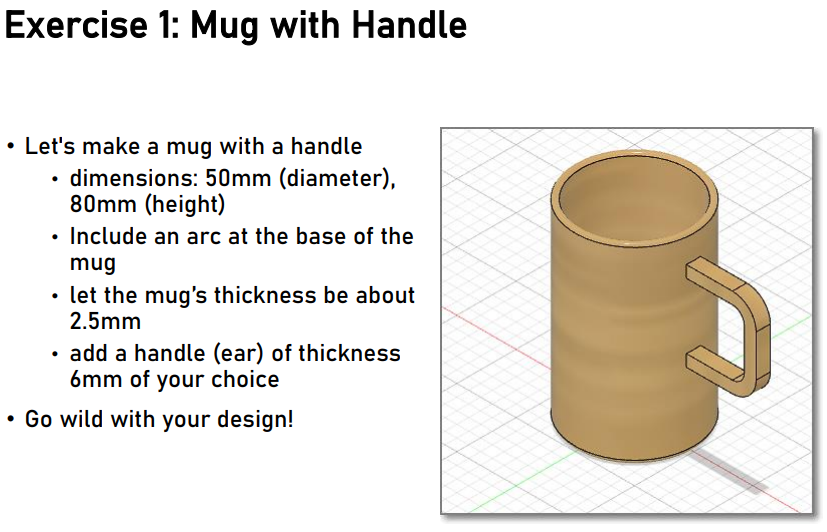 Exercise 1: Mug with Handle
• Let's make a mug with a handle
• dimensions: 50mm (diameter),
80mm (height)
• Include an arc at the base of the
mug
• let the mug’s thickness be about
2.5mm
• add a handle (ear) of thickness
6mm of your choice
• Go wild with your design!